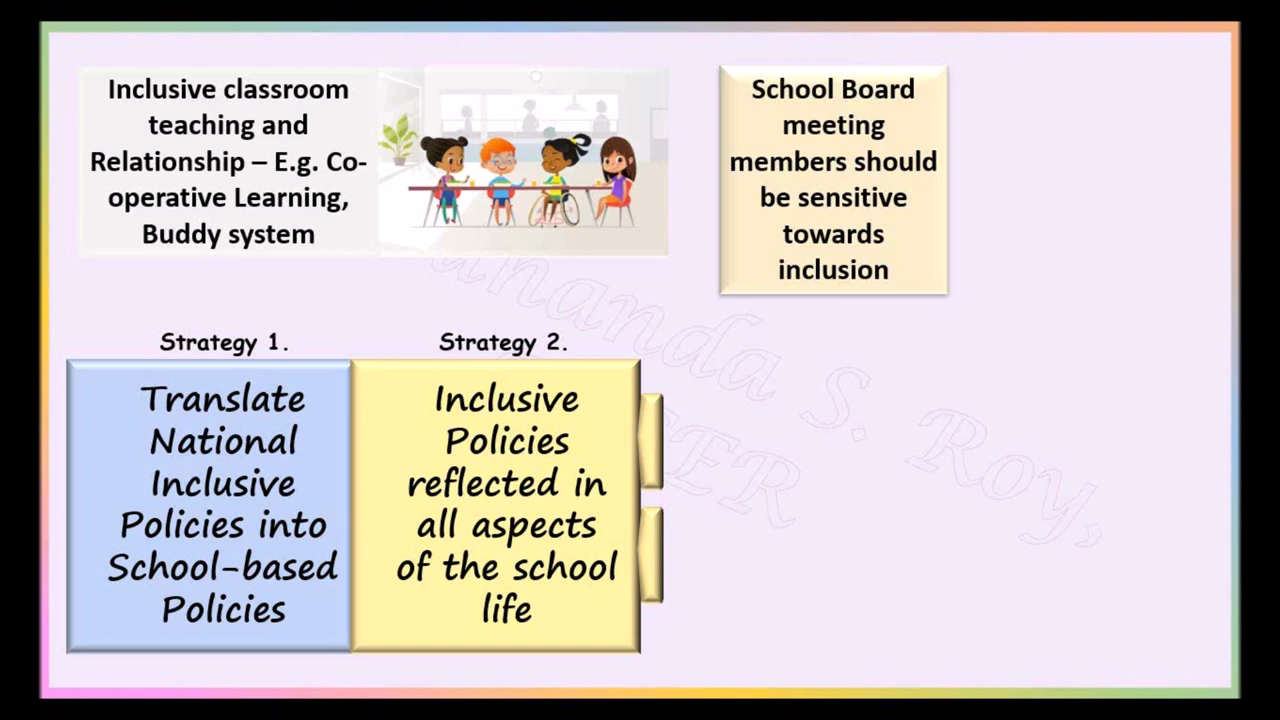 Inclusive classroom
teaching and
Relationship – E.g. Co-
operative Learning,
Buddy system
School Board
meeting
members should
be sensitive
towards
inclusion
Strategy 1.
Translate
National
Inclusive
Policies into
School-based
Policies
Strategy 2.
Inclusive
Policies
reflected in
all aspects
of the school
life
S. Roy,